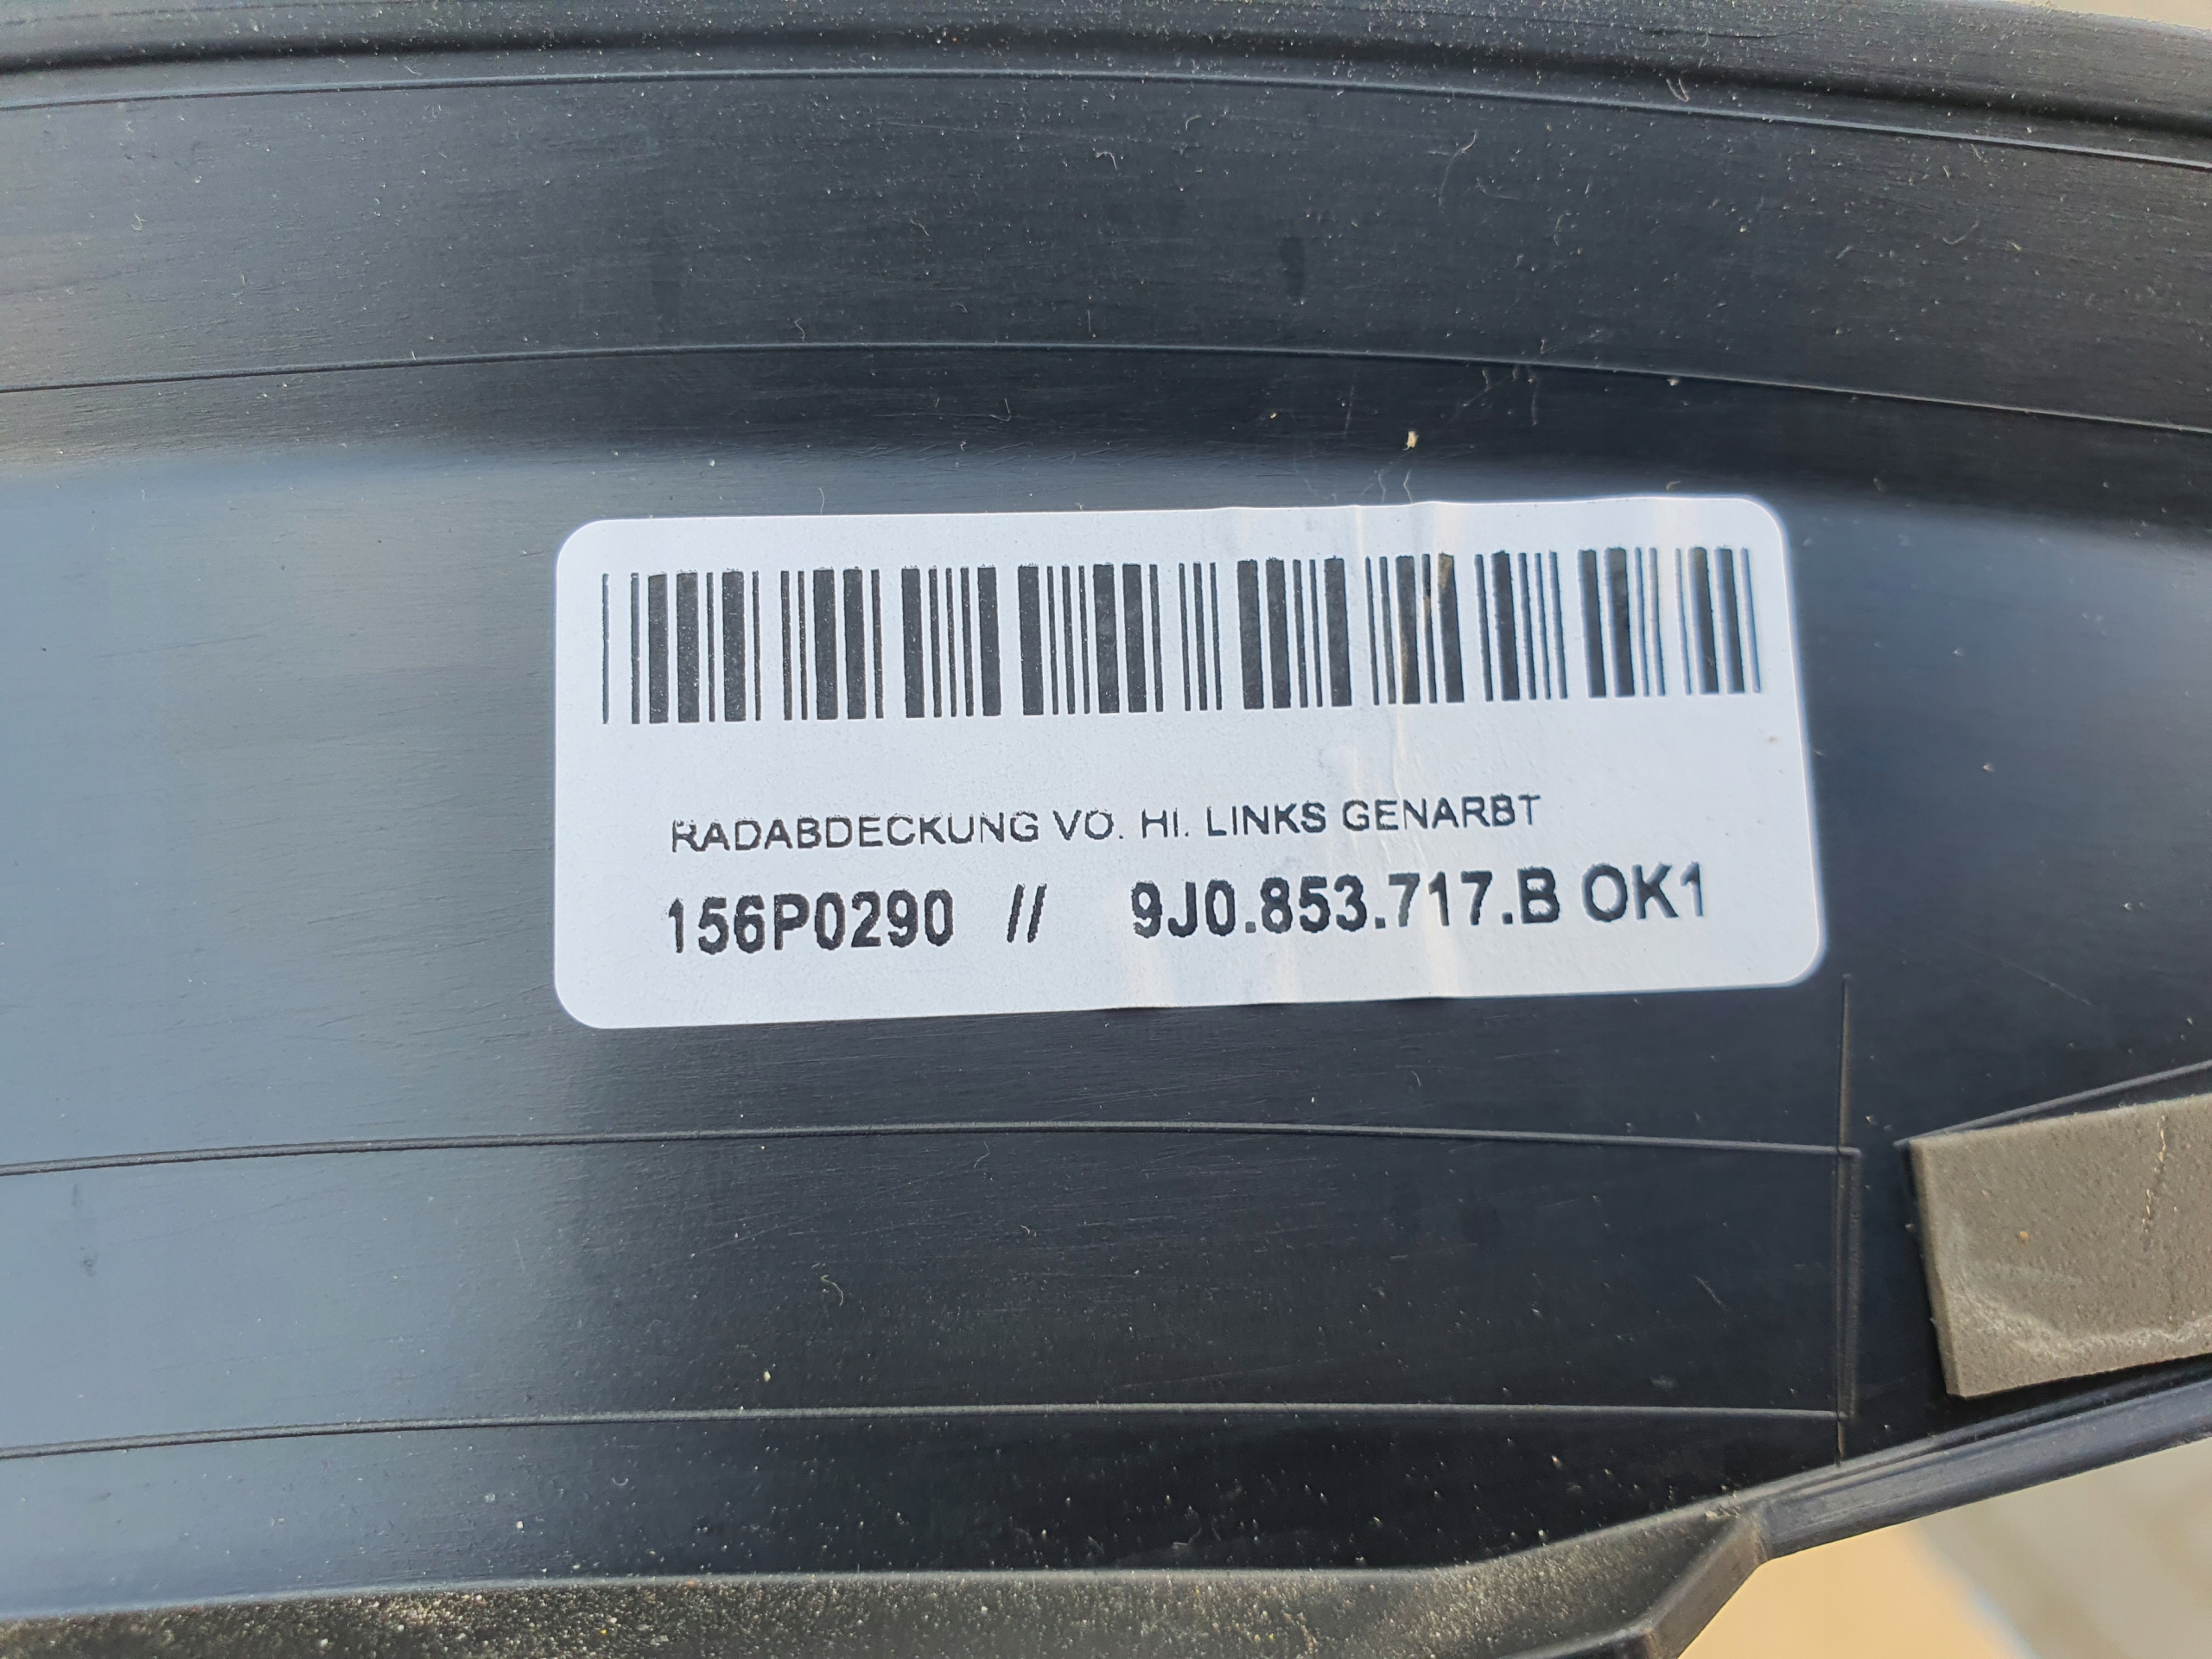 RADABDECKUNG VO. HI. LINKS GENARBT
156P0290 // 9J0.853.717.B OK1